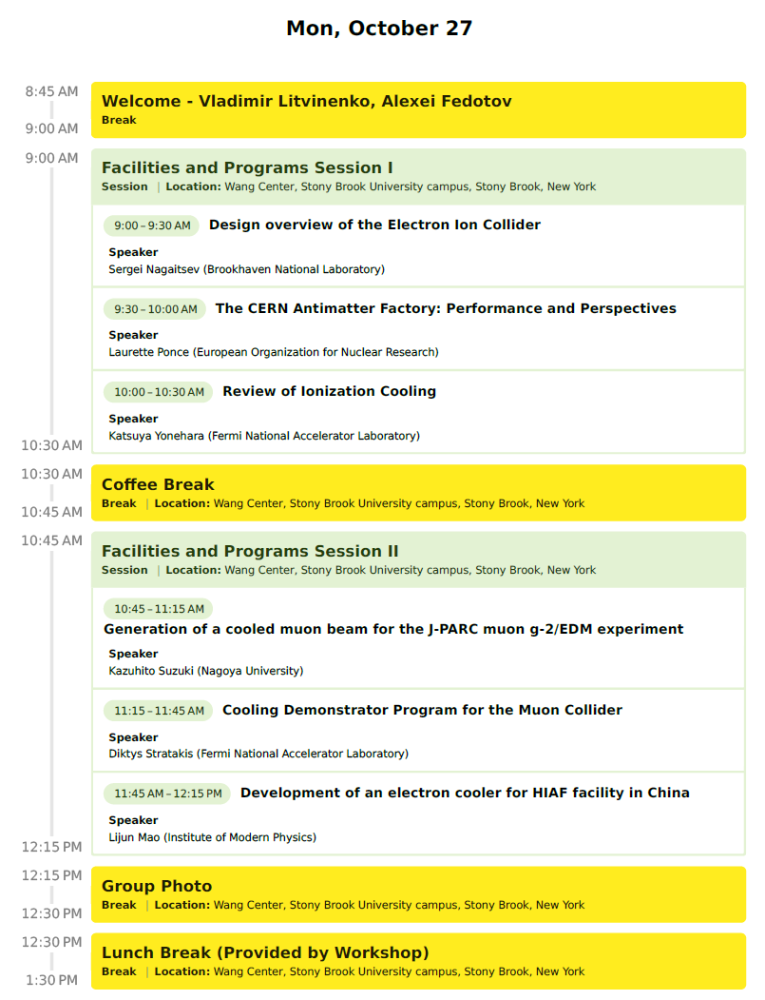 Mon, October 27
8:45 AM
Welcome - Vladimir Litvinenko, Alexei Fedotov
Break
9:00 AM
9:00 AM
Facilities and Programs Session I
Session | Location: Wang Center, Stony Brook University campus, Stony Brook, New York
9:00 – 9:30 AM Design overview of the Electron Ion Collider
Speaker
Sergei Nagaitsev (Brookhaven National Laboratory)
9:30 – 10:00 AM The CERN Antimatter Factory: Performance and Perspectives
Speaker
Laurette Ponce (European Organization for Nuclear Research)
10:00 – 10:30 AM Review of Ionization Cooling
Speaker
Katsuya Yonehara (Fermi National Accelerator Laboratory)
10:30 AM
10:30 AM
Coffee Break
Break | Location: Wang Center, Stony Brook University campus, Stony Brook, New York
10:45 AM
10:45 AM
Facilities and Programs Session II
Session | Location: Wang Center, Stony Brook University campus, Stony Brook, New York
10:45 – 11:15 AM
Generation of a cooled muon beam for the J-PARC muon g-2/EDM experiment
Speaker
Kazuhito Suzuki (Nagoya University)
11:15 – 11:45 AM Cooling Demonstrator Program for the Muon Collider
Speaker
Diktys Stratakis (Fermi National Accelerator Laboratory)
11:45 AM – 12:15 PM Development of an electron cooler for HIAF facility in China
Speaker
Lijun Mao (Institute of Modern Physics)
12:15 PM
12:15 PM
Group Photo
Break | Location: Wang Center, Stony Brook University campus, Stony Brook, New York
12:30 PM
12:30 PM
Lunch Break (Provided by Workshop)
Break | Location: Wang Center, Stony Brook University campus, Stony Brook, New York
1:30 PM